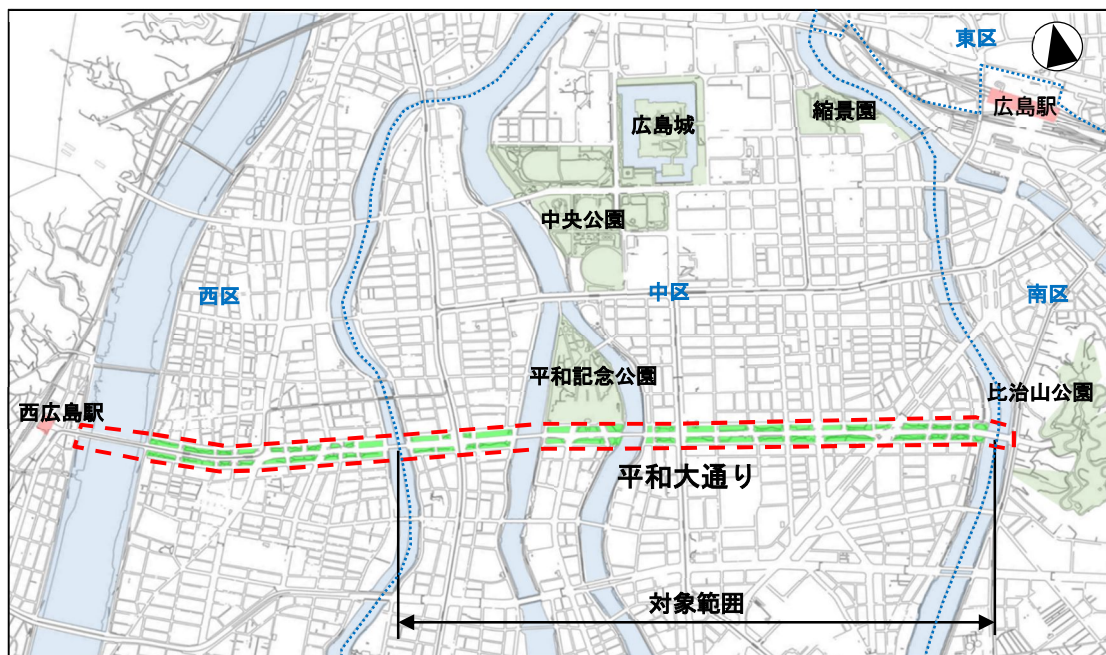 東区
広島駅
縮景園
広島城
中央公園
西区
中区
南区
平和記念公園
比治山公園
西広島駅
平和大通り
対象範囲